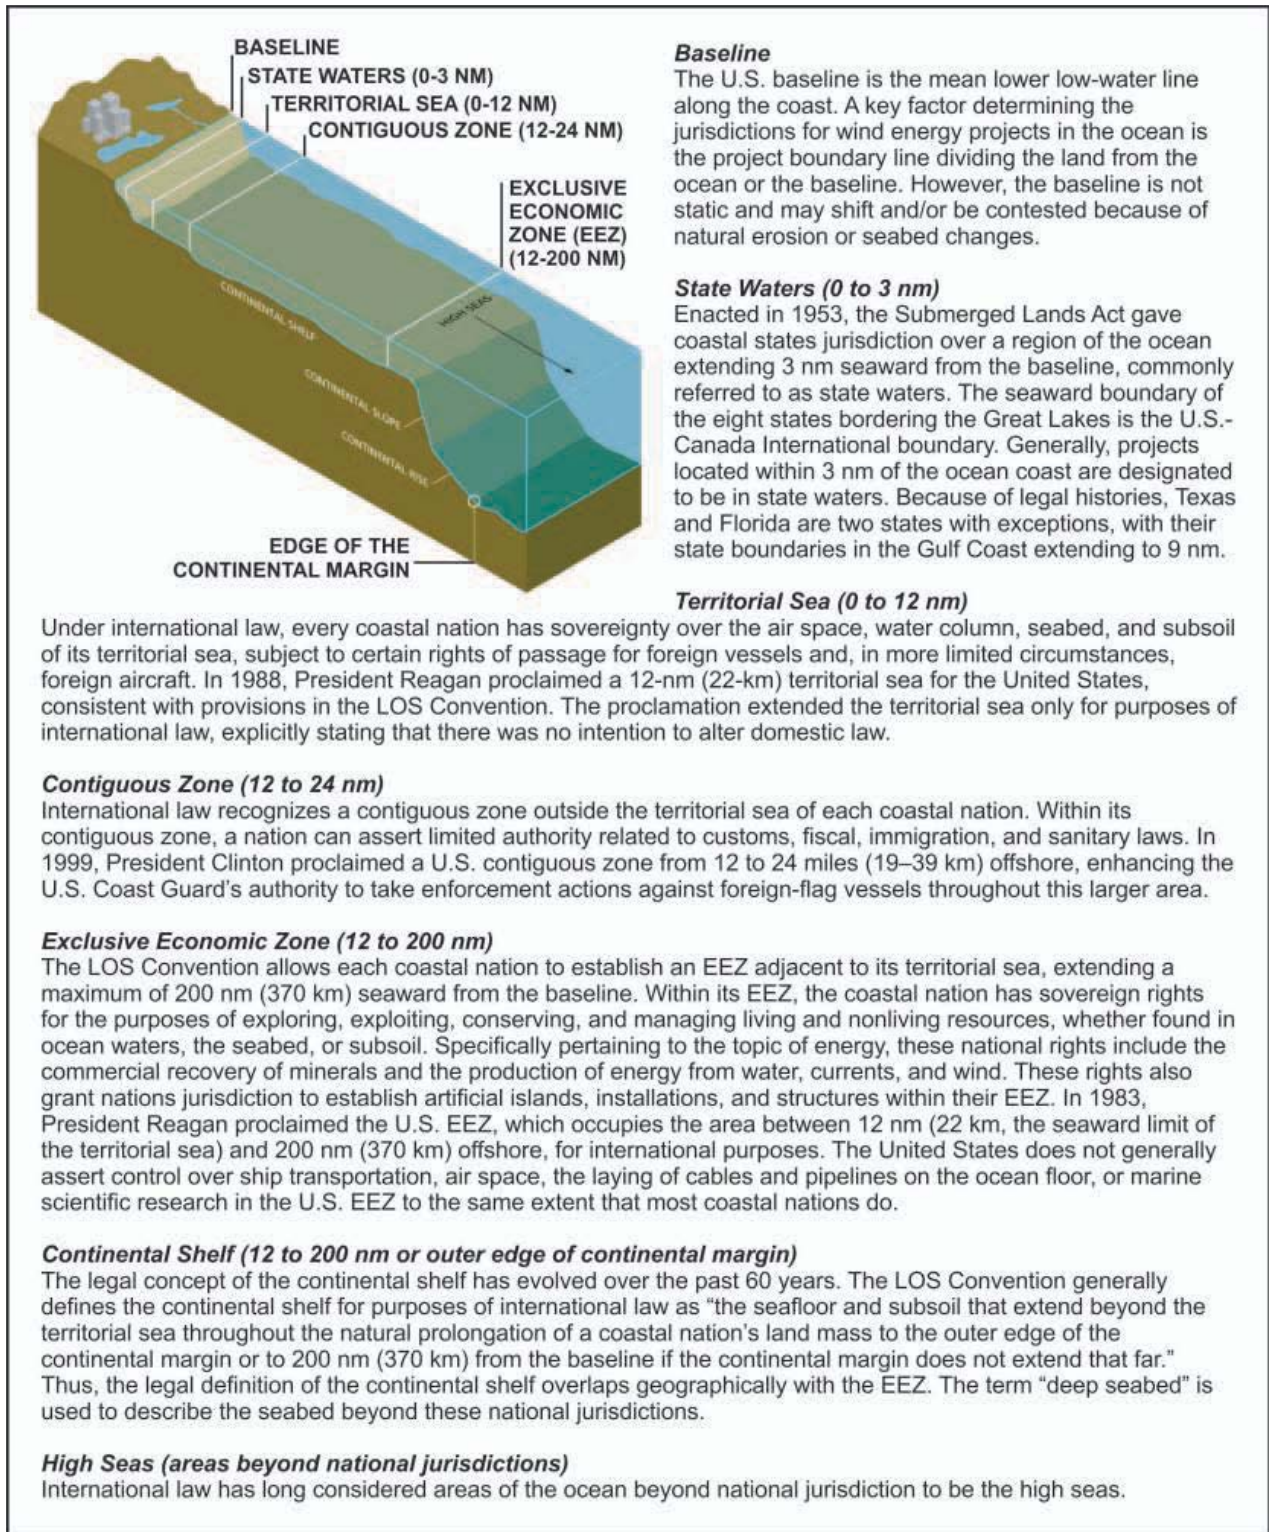 BASELINE
STATE WATERS (0-3 NM)
TERRITORIAL SEA (0-12 NM)
CONTIGUOUS ZONE (12-24 NM)
EXCLUSIVE
ECONOMIC
ZONE (EEZ)
(12-200 NM)
HIGH SEAS
CONTINENTAL SHELF
CONTINENTAL SLOPE
CONTINENTAL RISE
EDGE OF THE
CONTINENTAL MARGIN
Baseline
The U.S. baseline is the mean lower low-water line
along the coast. A key factor determining the
jurisdictions for wind energy projects in the ocean is
the project boundary line dividing the land from the
ocean or the baseline. However, the baseline is not
static and may shift and/or be contested because of
natural erosion or seabed changes.
State Waters (0 to 3 nm)
Enacted in 1953, the Submerged Lands Act gave
coastal states jurisdiction over a region of the ocean
extending 3 nm seaward from the baseline, commonly
referred to as state waters. The seaward boundary of
the eight states bordering the Great Lakes is the U.S.-
Canada International boundary. Generally, projects
located within 3 nm of the ocean coast are designated
to be in state waters. Because of legal histories, Texas
and Florida are two states with exceptions, with their
state boundaries in the Gulf Coast extending to 9 nm.
Territorial Sea (0 to 12 nm)
Under international law, every coastal nation has sovereignty over the air space, water column, seabed, and subsoil
of its territorial sea, subject to certain rights of passage for foreign vessels and, in more limited circumstances,
foreign aircraft. In 1988, President Reagan proclaimed a 12-nm (22-km) territorial sea for the United States,
consistent with provisions in the LOS Convention. The proclamation extended the territorial sea only for purposes of
international law, explicitly stating that there was no intention to alter domestic law.
Contiguous Zone (12 to 24 nm)
International law recognizes a contiguous zone outside the territorial sea of each coastal nation. Within its
contiguous zone, a nation can assert limited authority related to customs, fiscal, immigration, and sanitary laws. In
1999, President Clinton proclaimed a U.S. contiguous zone from 12 to 24 miles (19–39 km) offshore, enhancing the
U.S. Coast Guard's authority to take enforcement actions against foreign-flag vessels throughout this larger area.
Exclusive Economic Zone (12 to 200 nm)
The LOS Convention allows each coastal nation to establish an EEZ adjacent to its territorial sea, extending a
maximum of 200 nm (370 km) seaward from the baseline. Within its EEZ, the coastal nation has sovereign rights
for the purposes of exploring, exploiting, conserving, and managing living and nonliving resources, whether found in
ocean waters, the seabed, or subsoil. Specifically pertaining to the topic of energy, these national rights include the
commercial recovery of minerals and the production of energy from water, currents, and wind. These rights also
grant nations jurisdiction to establish artificial islands, installations, and structures within their EEZ. In 1983,
President Reagan proclaimed the U.S. EEZ, which occupies the area between 12 nm (22 km, the seaward limit of
the territorial sea) and 200 nm (370 km) offshore, for international purposes. The United States does not generally
assert control over ship transportation, air space, the laying of cables and pipelines on the ocean floor, or marine
scientific research in the U.S. EEZ to the same extent that most coastal nations do.
Continental Shelf (12 to 200 nm or outer edge of continental margin)
The legal concept of the continental shelf has evolved over the past 60 years. The LOS Convention generally
defines the continental shelf for purposes of international law as “the seafloor and subsoil that extend beyond the
territorial sea throughout the natural prolongation of a coastal nation's land mass to the outer edge of the
continental margin or to 200 nm (370 km) from the baseline if the continental margin does not extend that far.”
Thus, the legal definition of the continental shelf overlaps geographically with the EEZ. The term “deep seabed” is
used to describe the seabed beyond these national jurisdictions.
High Seas (areas beyond national jurisdictions)
International law has long considered areas of the ocean beyond national jurisdiction to be the high seas.